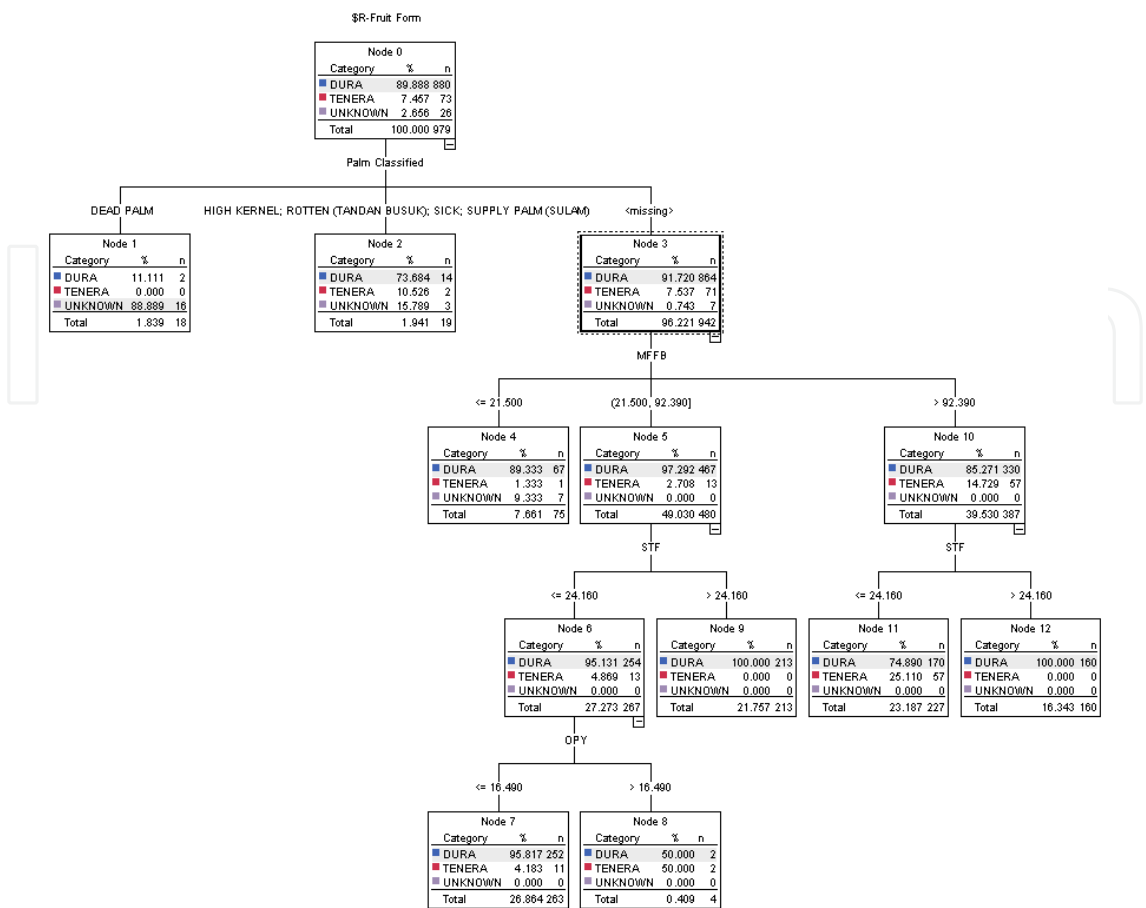 $R-Fruit Form
Node 0
Category % n
DURA 89.888 880
TENERA 7.457 73
UNKNOWN 2.656 26
Total 100.000 979
Palm Classified
DEAD PALM
HIGH KERNEL; ROTTEN (TANDAN BUSUK); SICK; SUPPLY PALM (SULAM)
<missing>
Node 1
Category % n
DURA 11.111 2
TENERA 0.000 0
UNKNOWN 88.889 16
Total 1.839 18
Node 2
Category % n
DURA 73.684 14
TENERA 10.526 2
UNKNOWN 15.789 3
Total 1.941 19
Node 3
Category % n
DURA 91.720 864
TENERA 7.537 71
UNKNOWN 0.743 7
Total 96.221 942
MFFB
<= 21.500
(21.500, 92.390]
> 92.390
Node 4
Category % n
DURA 89.333 67
TENERA 1.333 1
UNKNOWN 9.333 7
Total 7.661 75
Node 5
Category % n
DURA 97.292 467
TENERA 2.708 13
UNKNOWN 0.000 0
Total 49.030 480
Node 10
Category % n
DURA 85.271 330
TENERA 14.729 57
UNKNOWN 0.000 0
Total 39.530 387
STF
STF
<= 24.160
> 24.160
<= 24.160
> 24.160
Node 6
Category % n
DURA 95.131 254
TENERA 4.869 13
UNKNOWN 0.000 0
Total 27.273 267
Node 9
Category % n
DURA 100.000 213
TENERA 0.000 0
UNKNOWN 0.000 0
Total 21.757 213
Node 11
Category % n
DURA 74.890 170
TENERA 25.110 57
UNKNOWN 0.000 0
Total 23.187 227
Node 12
Category % n
DURA 100.000 160
TENERA 0.000 0
UNKNOWN 0.000 0
Total 16.343 160
OPY
<= 16.490
> 16.490
Node 7
Category % n
DURA 95.817 252
TENERA 4.183 11
UNKNOWN 0.000 0
Total 26.864 263
Node 8
Category % n
DURA 50.000 2
TENERA 50.000 2
UNKNOWN 0.000 0
Total 0.409 4